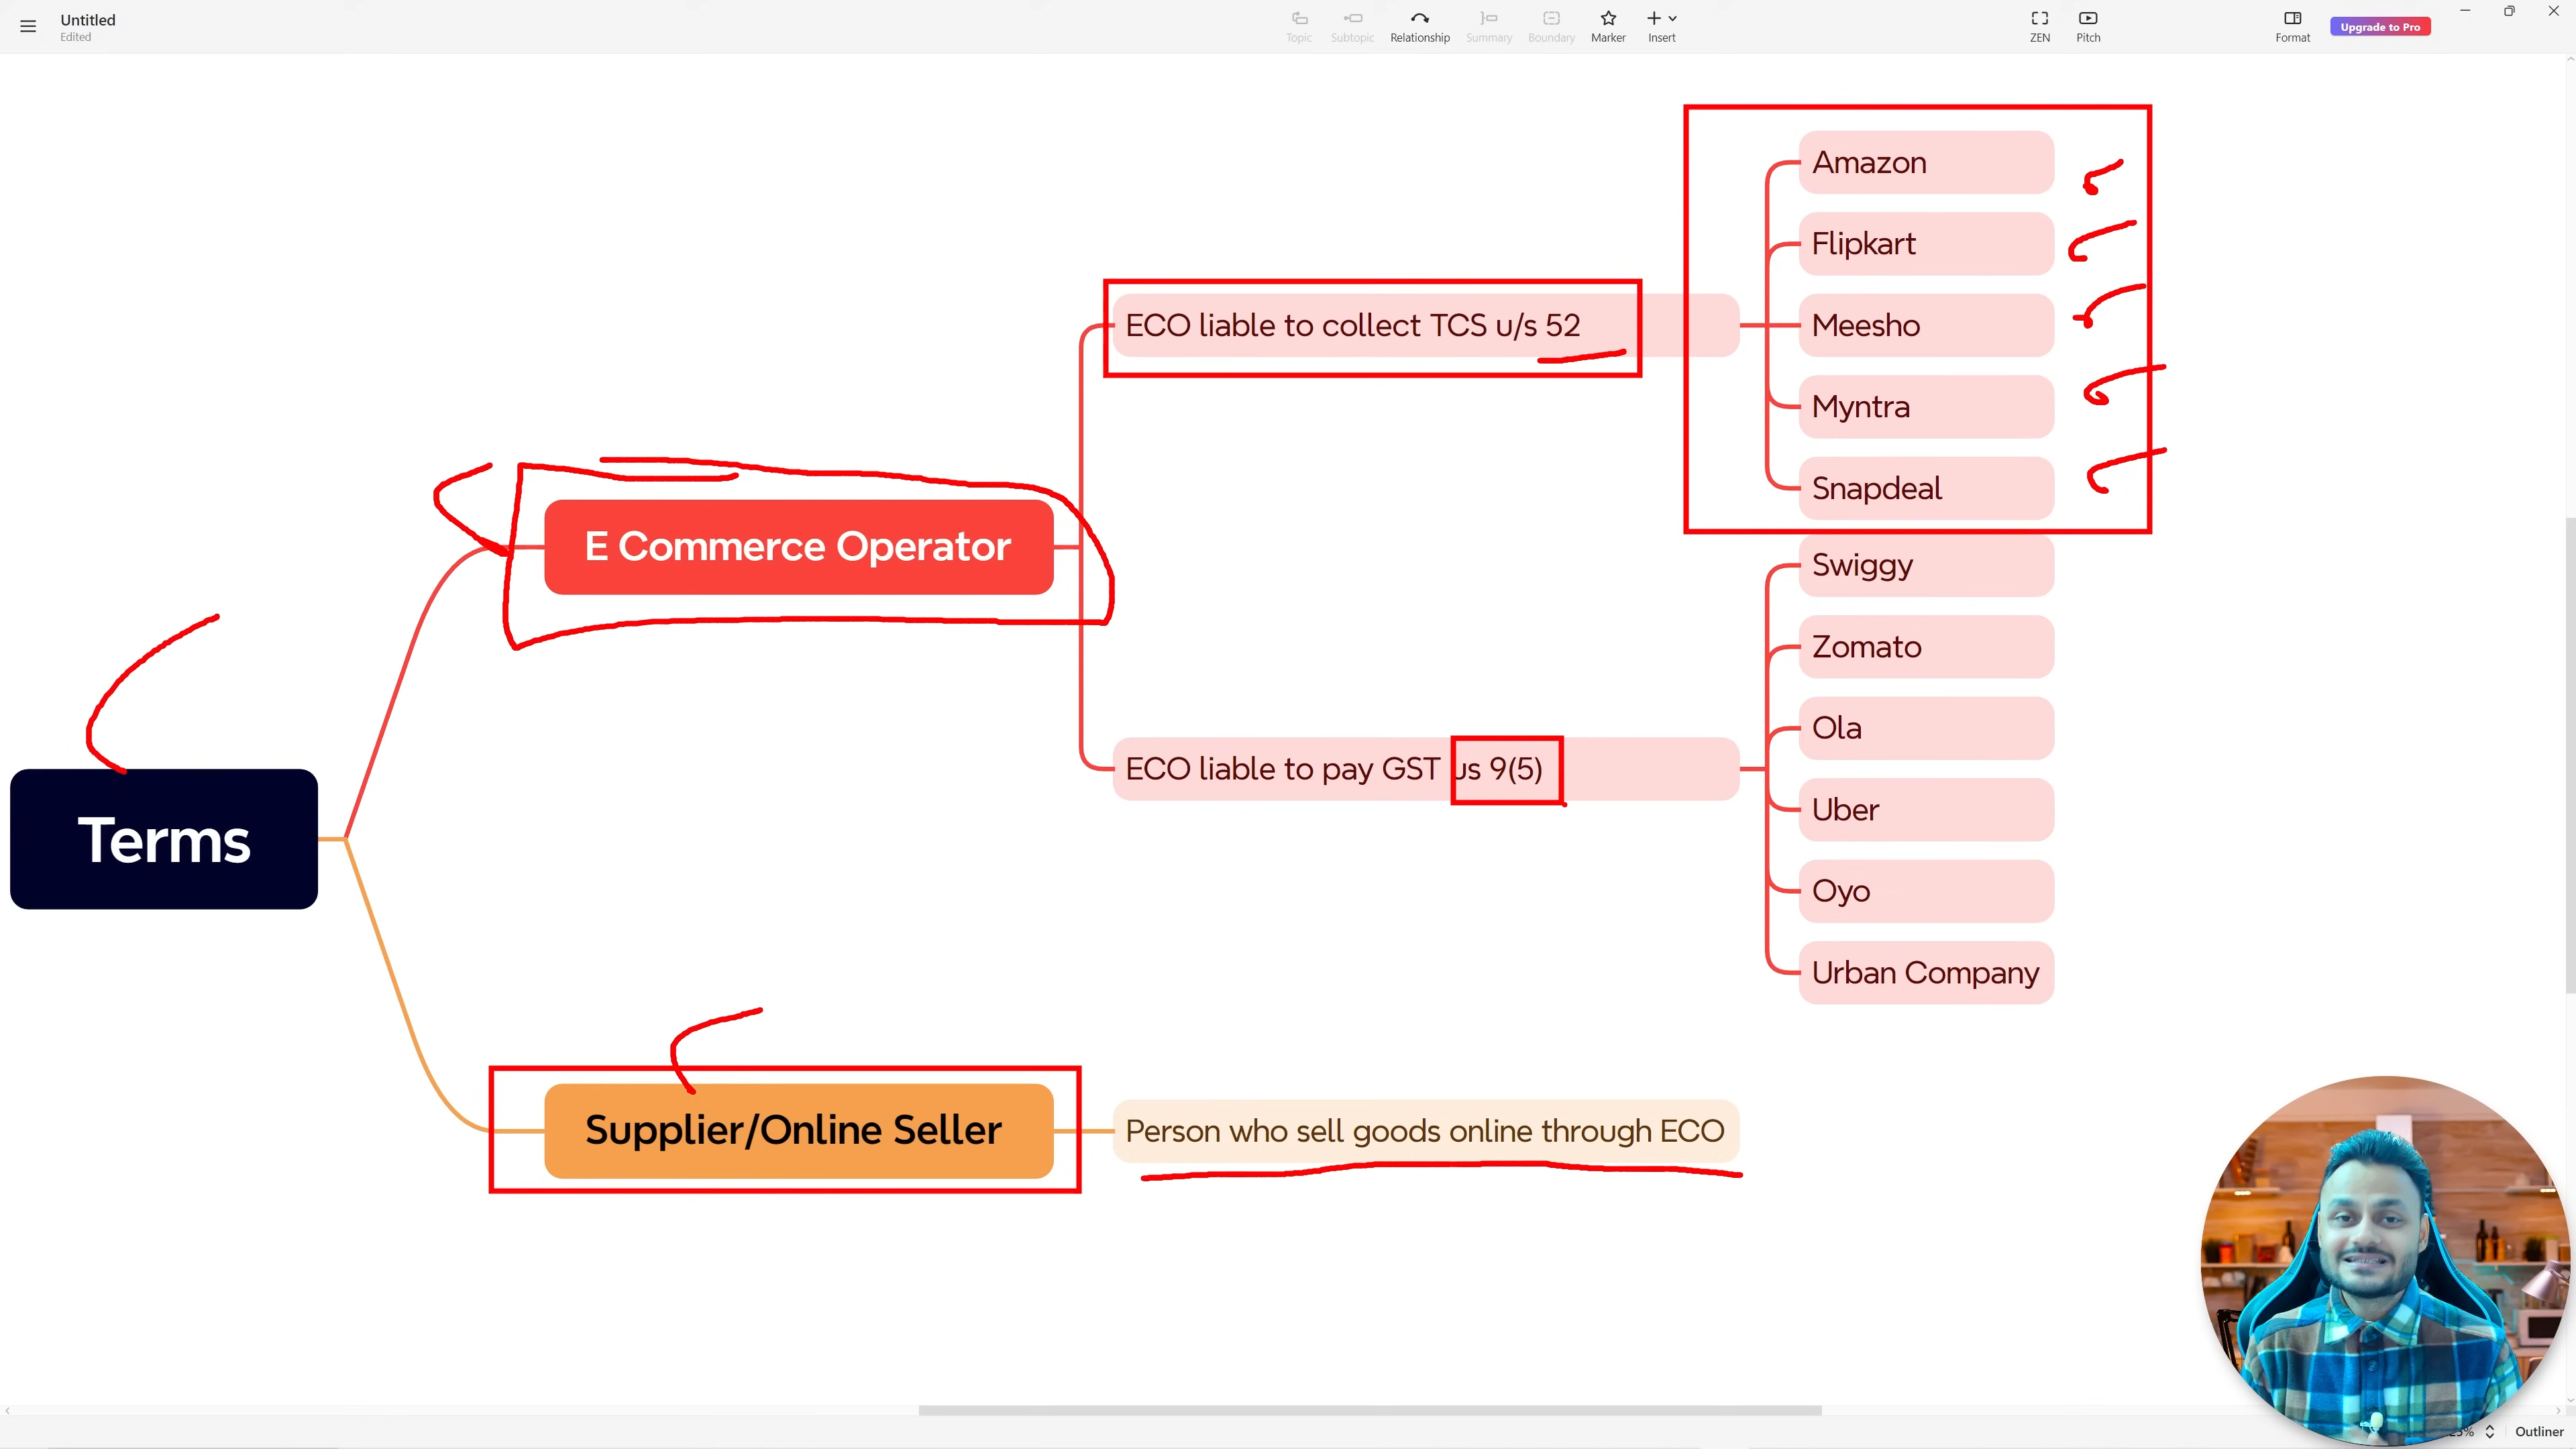 Untitled
Edited
Topic
Subtopic
Relationship
Summary
Boundary
Marker
Insert
ZEN
Pitch
Format
Upgrade to Pro
Amazon
Flipkart
ECO liable to collect TCS u/s 52
Meesho
Myntra
Snapdeal
E Commerce Operator
Swiggy
Zomato
Ola
ECO liable to pay GST us 9(5)
Uber
Terms
Oyo
Urban Company
Supplier/Online Seller
Person who sell goods online through ECO
Outliner